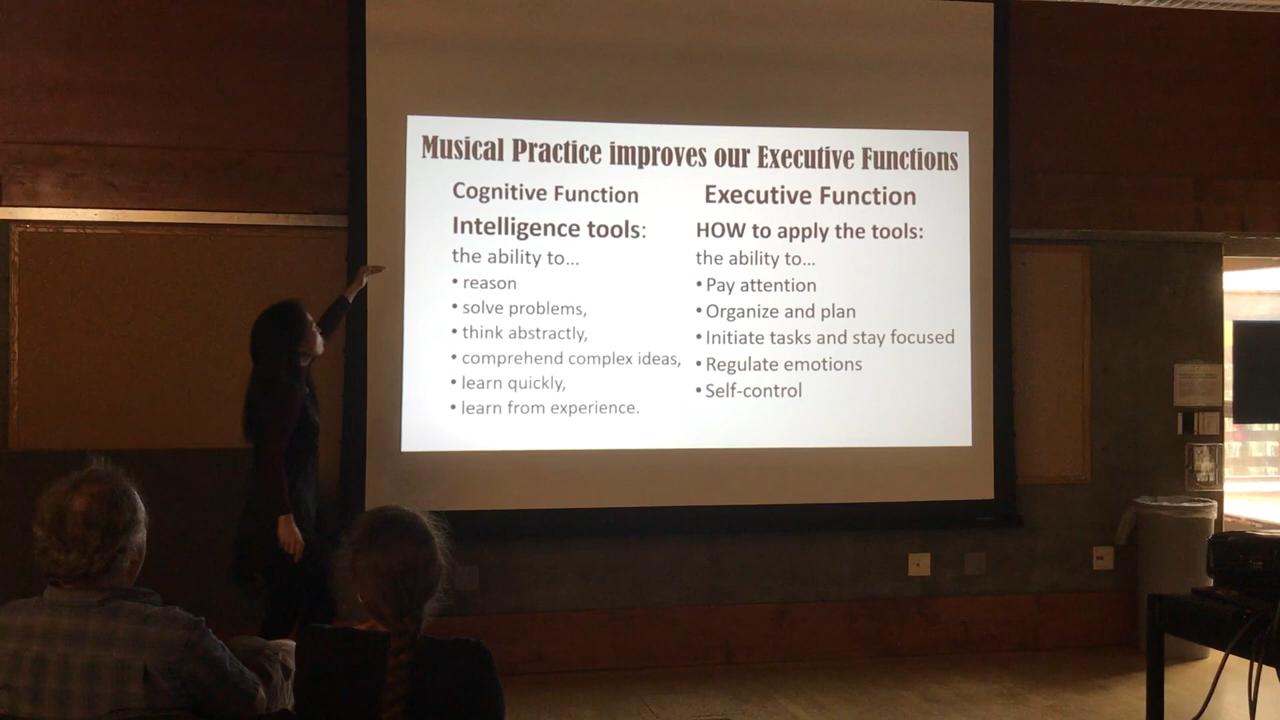 Musical Practice improves our Executive Functions
Cognitive Function
Intelligence tools:
the ability to...
• reason
• solve problems,
• think abstractly,
• comprehend complex ideas,
• learn quickly,
• learn from experience.
Executive Function
HOW to apply the tools:
the ability to...
• Pay attention
• Organize and plan
• Initiate tasks and stay focused
• Regulate emotions
• Self-control